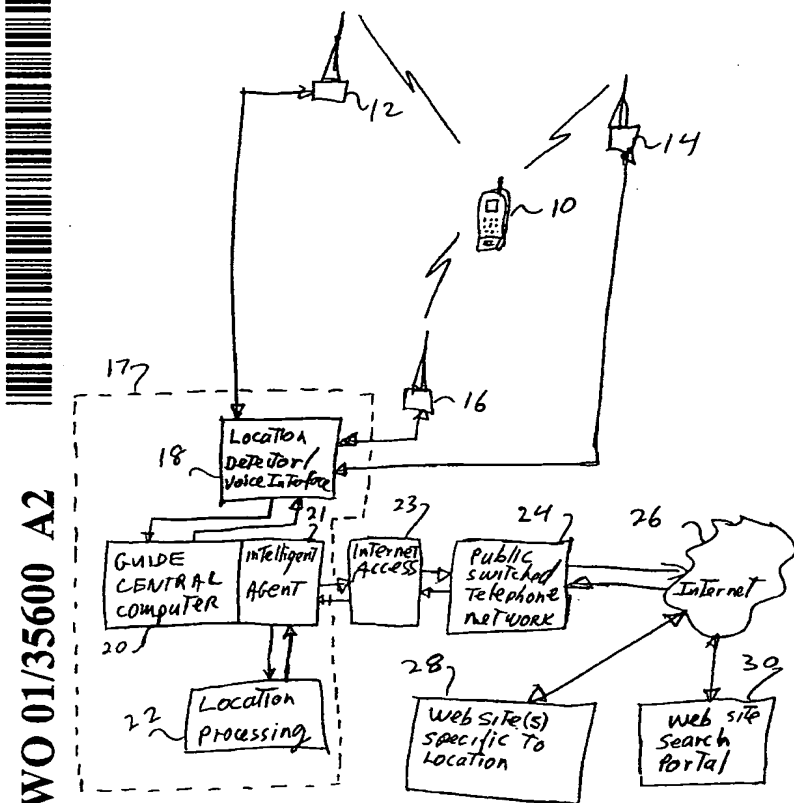 WO 01/35600 A2
12
14
10
17
16
18
Location
Detector/
Voice Interface
21
23
24
26
GUIDE
CENTRAL
Computer
20
Intelligent
AGENT
Internet
Access
Public
Switched
Telephone
network
Internet
22
Location
Processing
28
Web Site(s)
Specific To
Location
30
Web site
Search
Portal